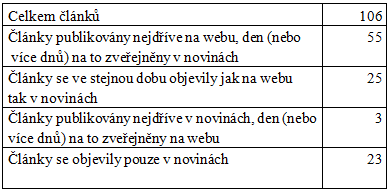 Celkem článků 106
Články publikovány nejdříve na webu, den (nebo 55
více dnů) na to zveřejněny v novinách
Články se ve stejnou dobu objevily jak na webu 25
tak v novinách
Články publikovány nejdříve v novinách, den (nebo 3
více dnů) na to zveřejněny na webu
Články se objevily pouze v novinách 23